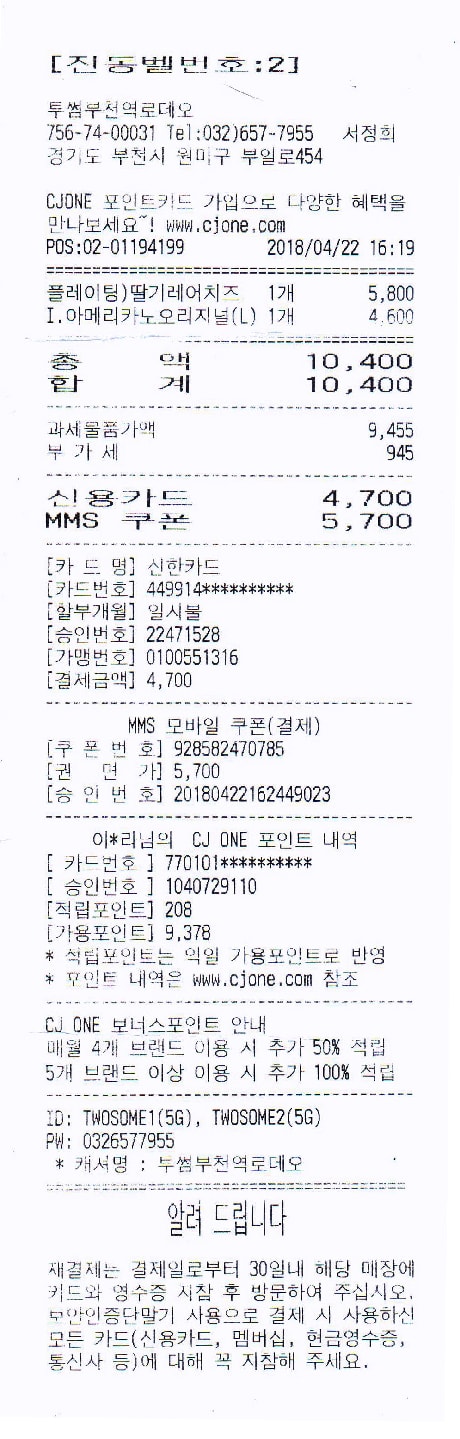 [진동벨번호:2]
투썸부천역로데오
756-74-00031 Tel:032)657-7955 서정희
경기도 부천시 원미구 부일로454
CJONE 포인트카드 가입으로 다양한 혜택을
만나보세요~! www.cjone.com
POS:02-01194199 2018/04/22 16:19
플레이팅)딸기레어치즈 1개 5,800
I.아메리카노오리지널(L) 1개 4,600
총 액 10,400
합 계 10,400
과세물품가액 9,455
부 가 세 945
신용카드 4,700
MMS 쿠폰 5,700
[카 드 명] 신한카드
[카드번호] 449914**********
[할부개월] 일시불
[승인번호] 22471528
[가맹번호] 0100551316
[결제금액] 4,700
MMS 모바일 쿠폰(결제)
[쿠 폰 번 호] 928582470785
[권 면 가] 5,700
[승 인 번 호] 20180422162449023
이*리님의 CJ ONE 포인트 내역
[ 카드번호 ] 770101**********
[ 승인번호 ] 1040729110
[적립포인트] 208
[가용포인트] 9,378
* 적립포인트는 익일 가용포인트로 반영
* 포인트 내역은 www.cjone.com 참조
CJ ONE 보너스포인트 안내
매월 4개 브랜드 이용 시 추가 50% 적립
5개 브랜드 이상 이용 시 추가 100% 적립
ID: TWOSOME1(5G), TWOSOME2(5G)
PW: 0326577955
* 캐셔명 : 투썸부천역로데오
알려 드립니다
재결제는 결제일로부터 30일내 해당 매장에
카드와 영수증 지참 후 방문하여 주십시오.
보안인증단말기 사용으로 결제 시 사용하신
모든 카드(신용카드, 멤버십, 현금영수증,
통신사 등)에 대해 꼭 지참해 주세요.